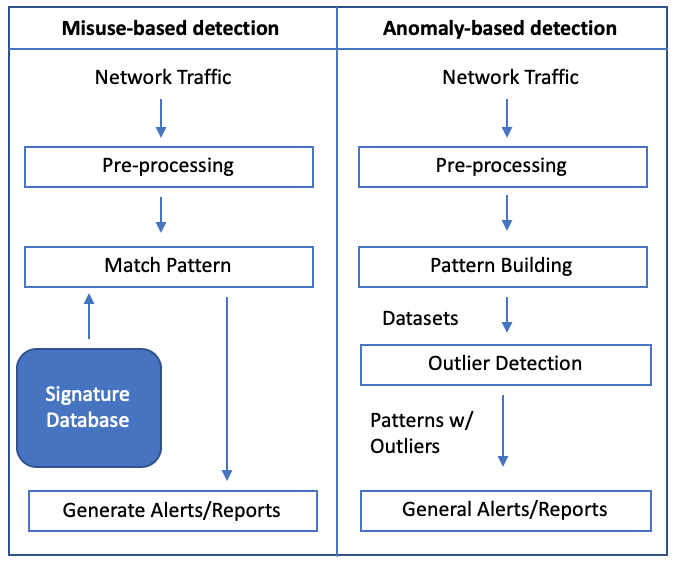 Misuse-based detection
Network Traffic
Pre-processing
Match Pattern
Signature
Database
Generate Alerts/Reports
Anomaly-based detection
Network Traffic
Pre-processing
Pattern Building
Datasets
Outlier Detection
Patterns w/
Outliers
General Alerts/Reports